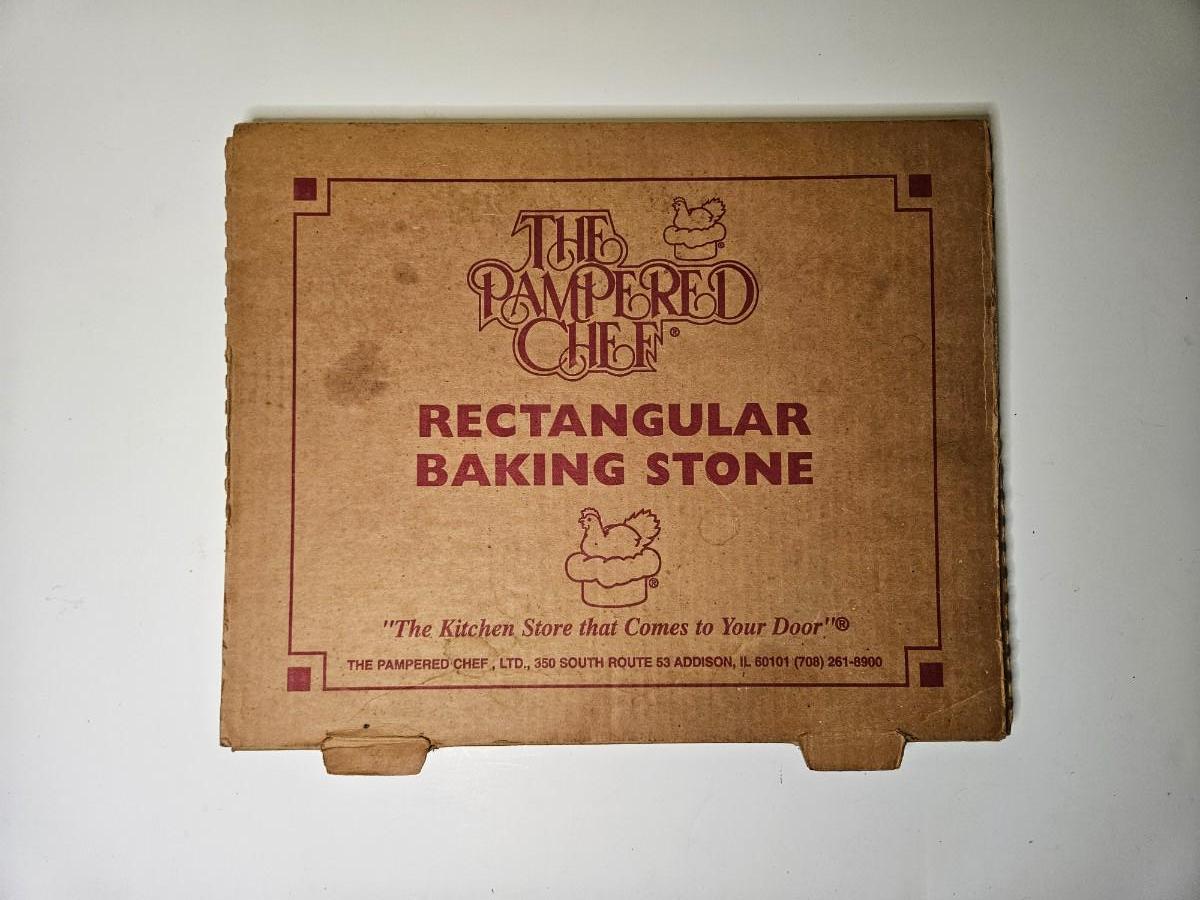 THE
PAMPERED
CHEF®
RECTANGULAR
BAKING STONE
"The Kitchen Store that Comes to Your Door"®
THE PAMPERED CHEF , LTD., 350 SOUTH ROUTE 53 ADDISON, IL 60101 (708) 261-8900